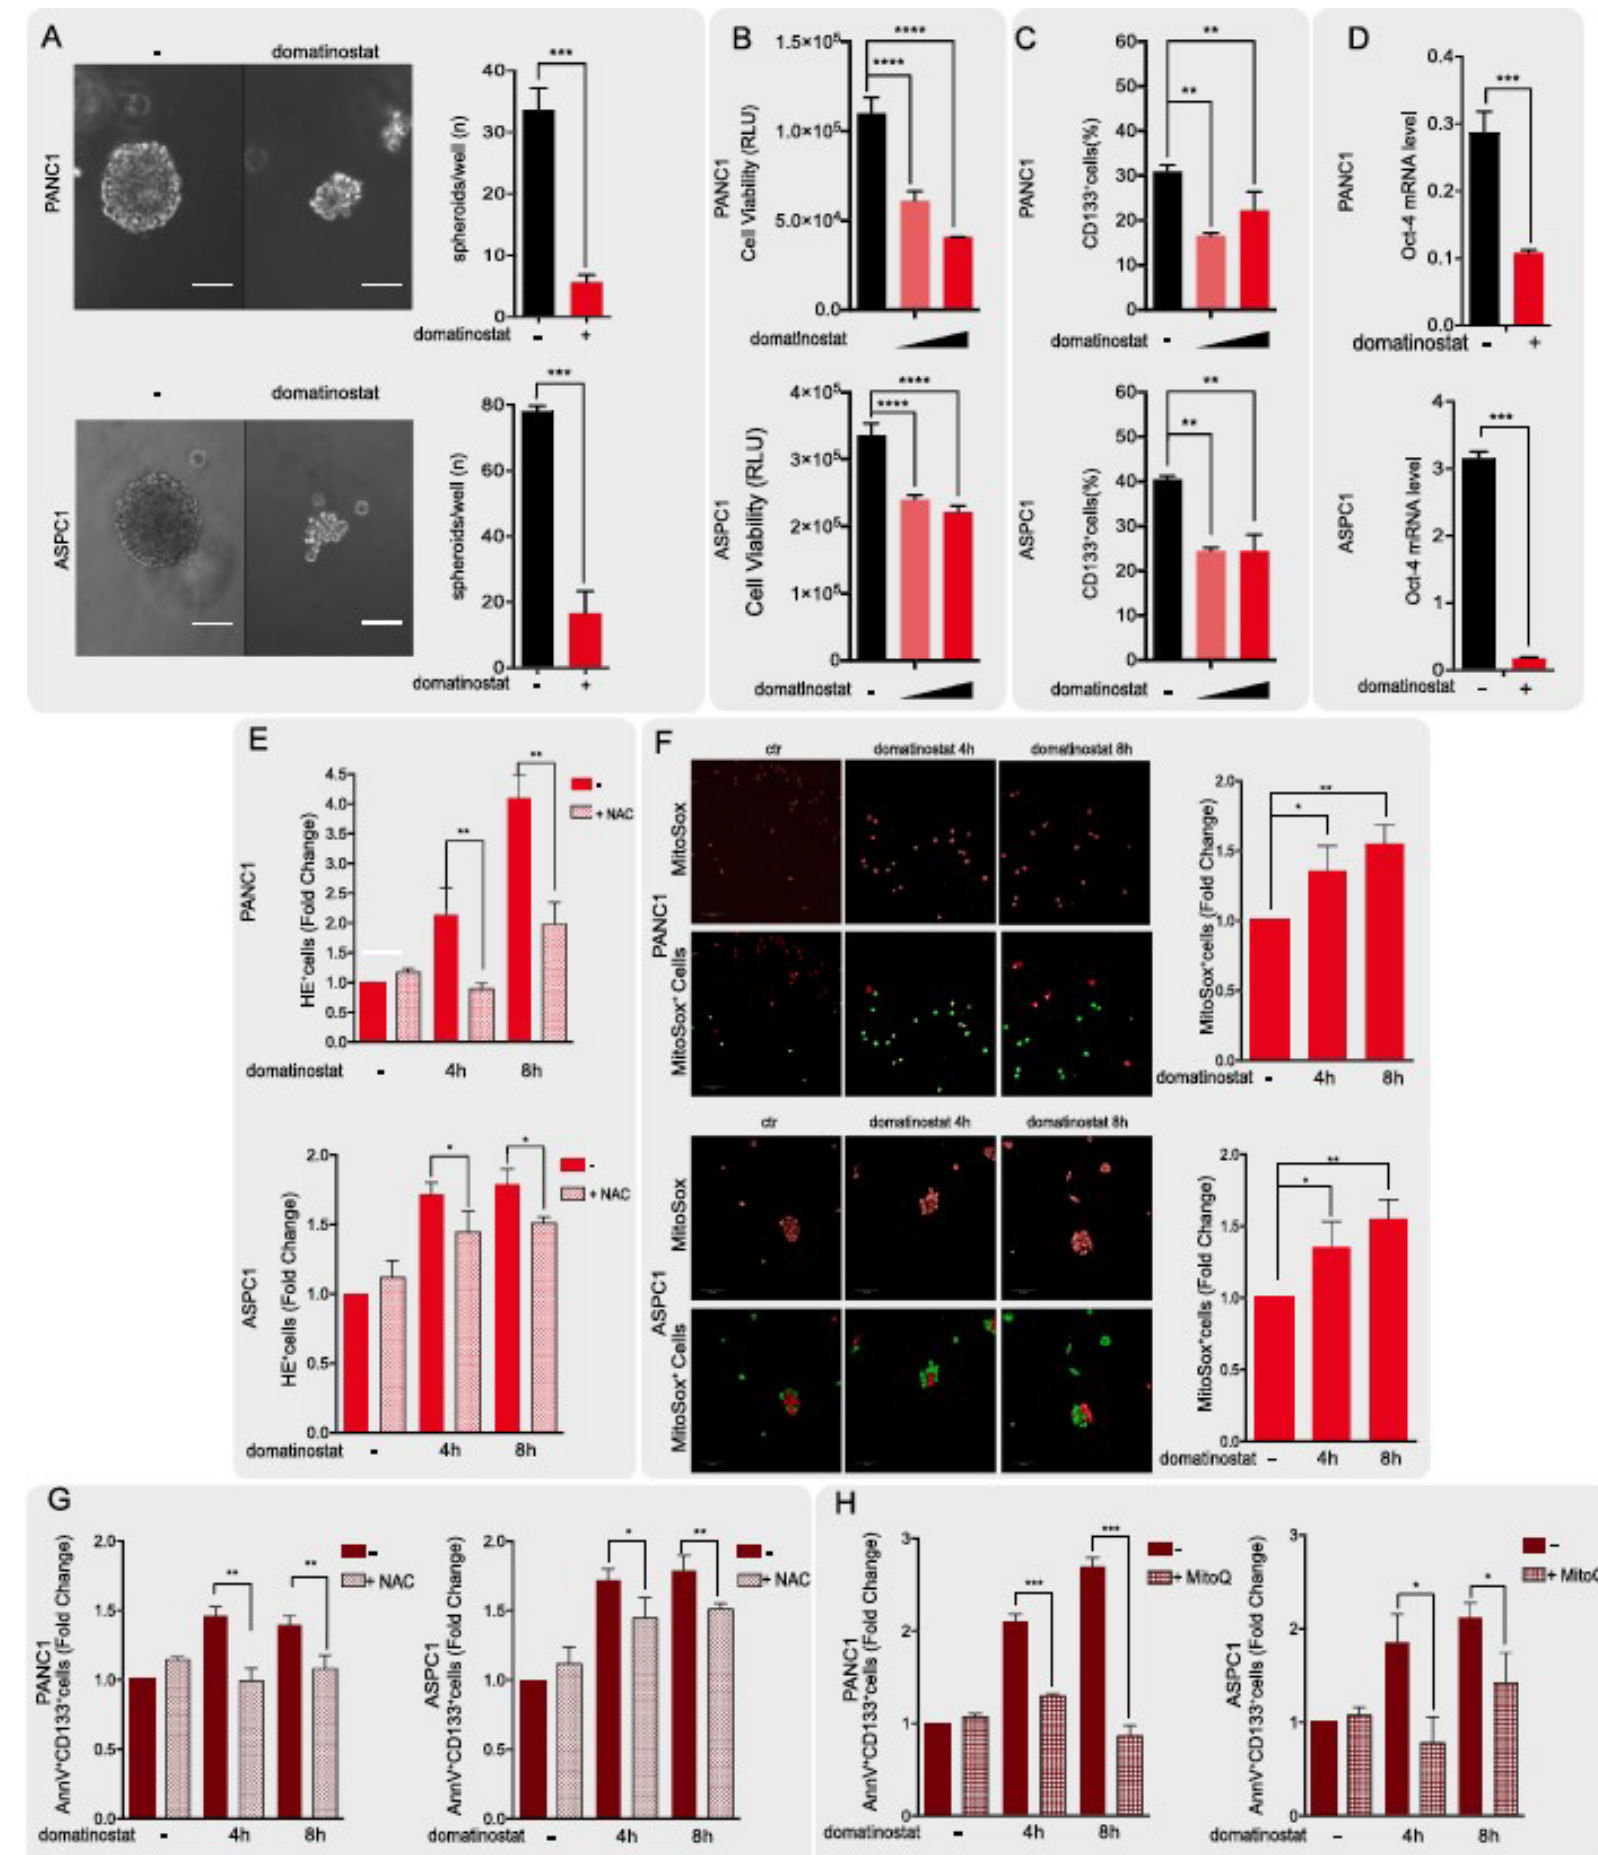 A
-
domatinostat
PANC1
spheroids/well (n)
40
30
20
10
0
***
domatinostat
-
+
-
domatinostat
ASPC1
spheroids/well (n)
80
60
40
20
0
***
domatinostat
-
+
B
PANC1
Cell Viability (RLU)
1.5×10⁵
1.0×10⁵
5.0×10⁴
0.0
****
****
domatinostat
ASPC1
Cell Viability (RLU)
4×10⁵
3×10⁵
2×10⁵
1×10⁵
0
****
****
domatinostat
-
C
PANC1
CD133⁺cells(%)
60
50
40
30
20
10
0
**
**
domatinostat
-
ASPC1
CD133⁺cells(%)
60
50
40
30
20
10
0
**
**
domatinostat
-
D
PANC1
Oct-4 mRNA level
0.4
0.3
0.2
0.1
0.0
***
domatinostat
-
+
ASPC1
Oct-4 mRNA level
4
3
2
1
0
***
domatinostat
-
+
E
PANC1
HE⁺cells (Fold Change)
4.5
4.0
3.5
3.0
2.5
2.0
1.5
1.0
0.5
0.0
**
**
-
+ NAC
domatinostat
-
4h
8h
ASPC1
HE⁺cells (Fold Change)
2.0
1.5
1.0
0.5
0.0
*
*
-
+ NAC
domatinostat
-
4h
8h
F
ctr
domatinostat 4h
domatinostat 8h
PANC1
MitoSox
MitoSox⁺ Cells
MitoSox⁺cells (Fold Change)
2.0
1.5
1.0
0.5
0.0
**
*
domatinostat
-
4h
8h
ctr
domatinostat 4h
domatinostat 8h
ASPC1
MitoSox
MitoSox⁺ Cells
MitoSox⁺cells (Fold Change)
2.0
1.5
1.0
0.5
0.0
**
*
domatinostat
-
4h
8h
G
PANC1
AnnV⁺CD133⁺cells (Fold Change)
2.0
1.5
1.0
0.5
0.0
**
**
-
+ NAC
domatinostat
-
4h
8h
ASPC1
AnnV⁺CD133⁺cells (Fold Change)
2.0
1.5
1.0
0.5
0.0
*
**
-
+ NAC
domatinostat
-
4h
8h
H
PANC1
AnnV⁺CD133⁺cells (Fold Change)
3
2
1
0
***
***
-
+ MitoQ
domatinostat
-
4h
8h
ASPC1
AnnV⁺CD133⁺cells (Fold Change)
3
2
1
0
*
*
-
+ MitoQ
domatinostat
-
4h
8h